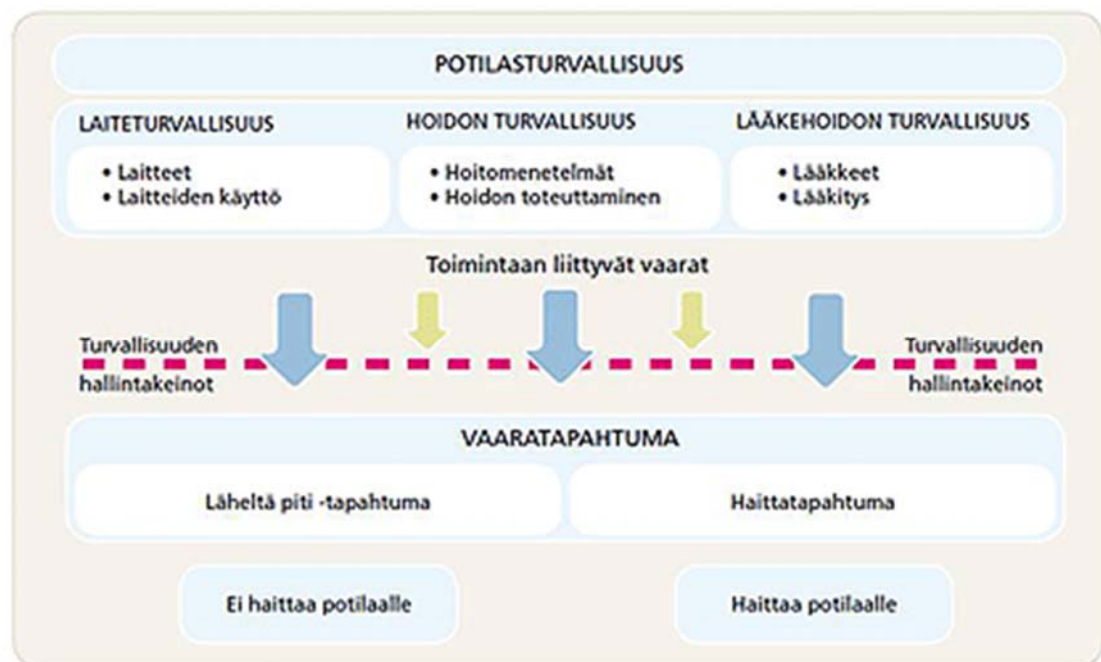 POTILASTURVALLISUUS
LAITETURVALLISUUS
• Laitteet
• Laitteiden käyttö
HOIDON TURVALLISUUS
• Hoitomenetelmät
• Hoidon toteuttaminen
LÄÄKEHOIDON TURVALLISUUS
• Lääkkeet
• Lääkitys
Toimintaan liittyvät vaarat
Turvallisuuden
hallintakeinot
Turvallisuuden
hallintakeinot
VAARATAPAHTUMA
Läheltä piti -tapahtuma
Haittatapahtuma
Ei haittaa potilaalle
Haittaa potilaalle